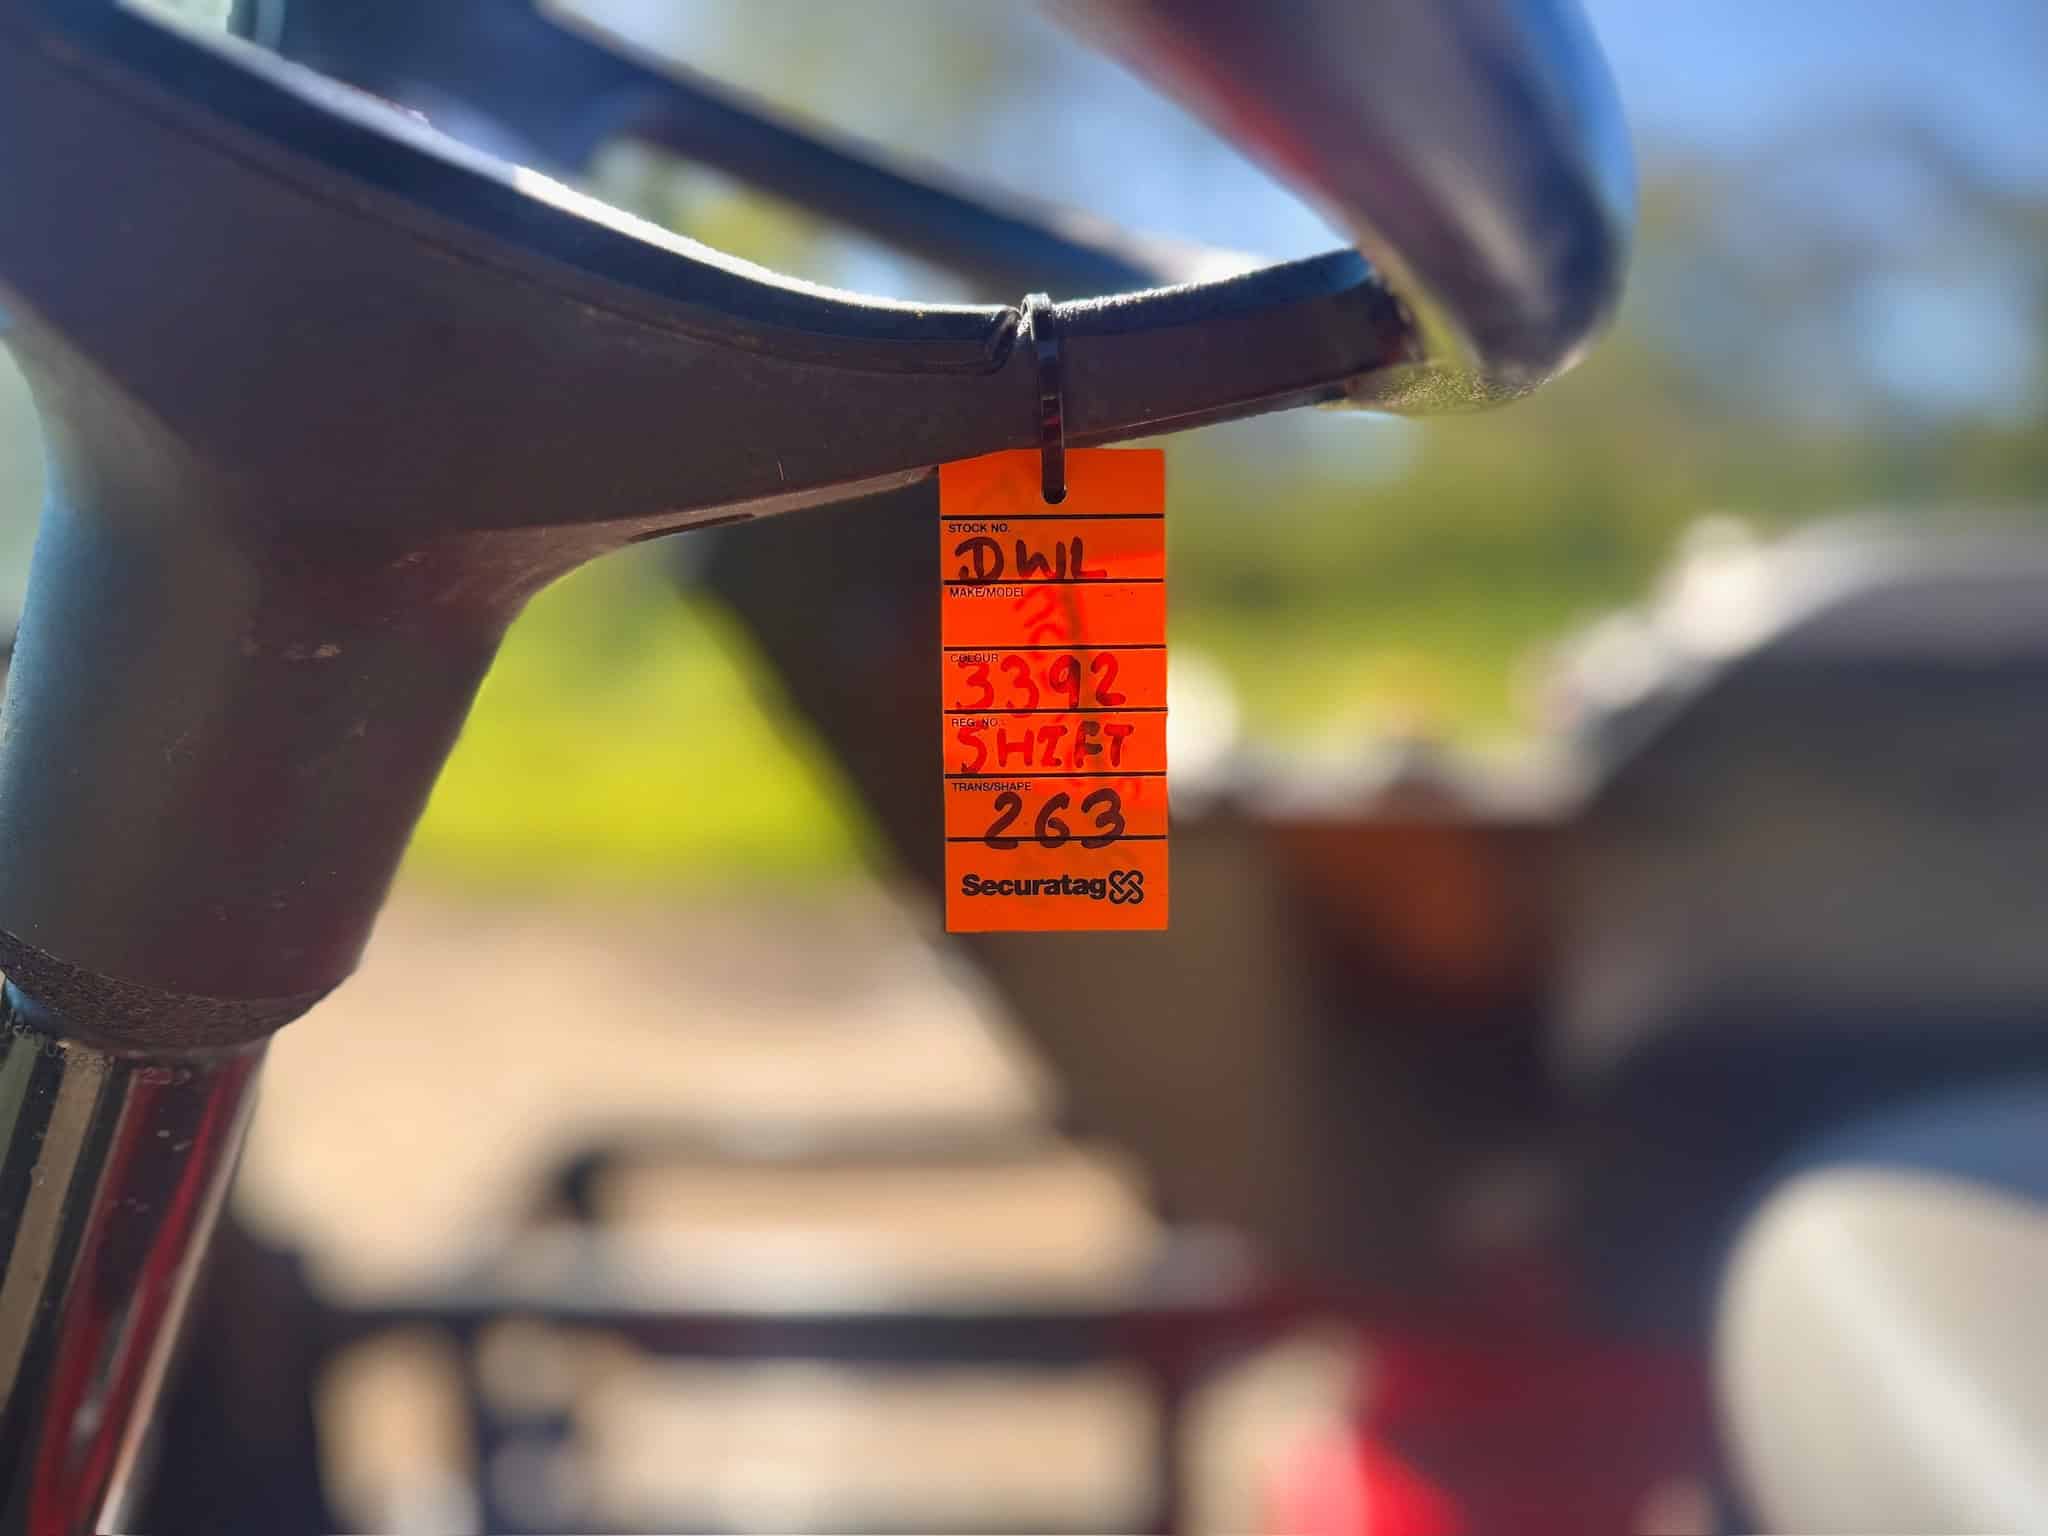 STOCK NO.
DWL
MAKE/MODEL
COLOUR
3392
REG. NO.
SHIFT
TRANS/SHAPE
263
Securatag